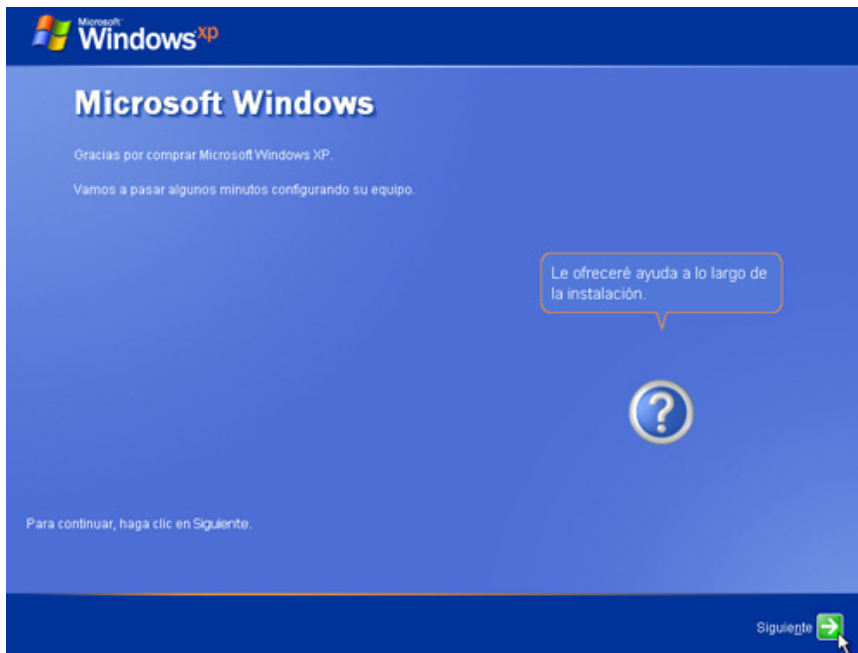 Microsoft
Windows xp
Microsoft Windows
Gracias por comprar Microsoft Windows XP.
Vamos a pasar algunos minutos configurando su equipo.
Le ofreceré ayuda a lo largo de
la instalación.
?
Para continuar, haga clic en Siguiente.
Siguiente